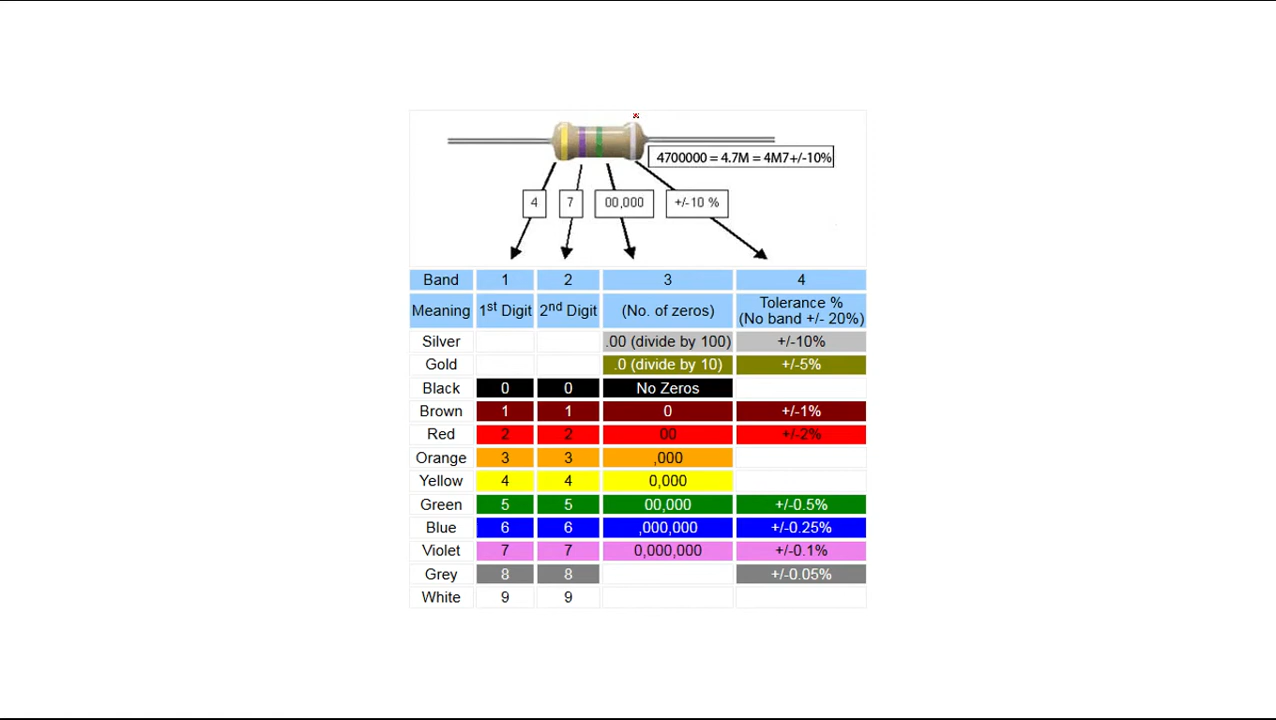 4700000 = 4.7M = 4M7+/-10%
4 7 00,000 +/-10 %
Band 1 2 3 4
Meaning 1st Digit 2nd Digit (No. of zeros) Tolerance %
(No band +/- 20%)
Silver .00 (divide by 100) +/-10%
Gold .0 (divide by 10) +/-5%
Black 0 0 No Zeros
Brown 1 1 0 +/-1%
Red 2 2 00 +/-2%
Orange 3 3 ,000
Yellow 4 4 0,000
Green 5 5 00,000 +/-0.5%
Blue 6 6 ,000,000 +/-0.25%
Violet 7 7 0,000,000 +/-0.1%
Grey 8 8 +/-0.05%
White 9 9